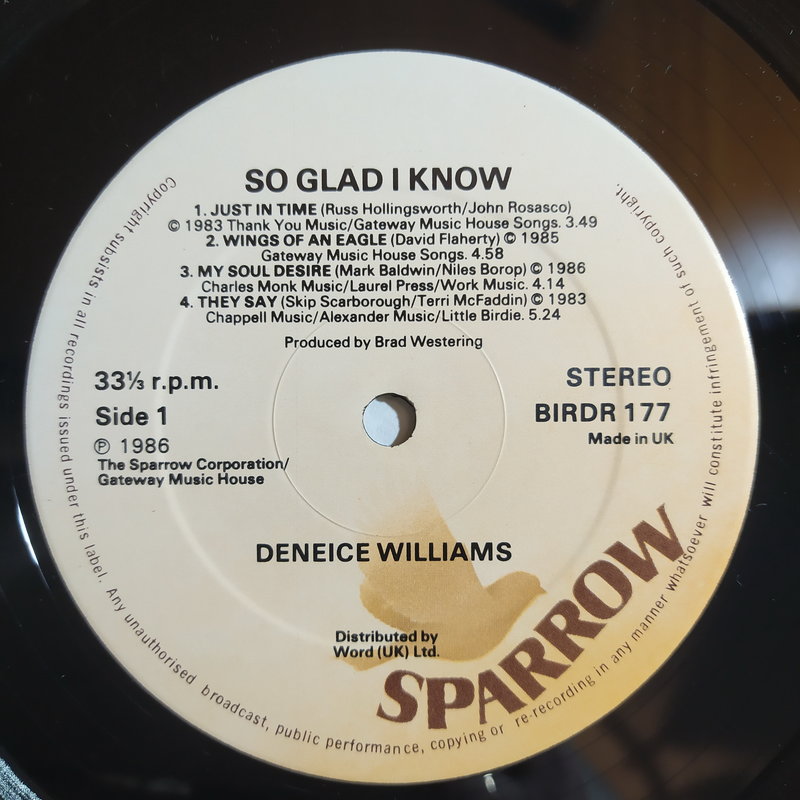 SO GLAD I KNOW
1. JUST IN TIME (Russ Hollingsworth/John Rosasco)
© 1983 Thank You Music/Gateway Music House Songs. 3.49
2. WINGS OF AN EAGLE (David Flaherty) © 1985
Gateway Music House Songs. 4.58
3. MY SOUL DESIRE (Mark Baldwin/Niles Borop) © 1986
Charles Monk Music/Laurel Press/Work Music. 4.14
4. THEY SAY (Skip Scarborough/Terri McFaddin) © 1983
Chappell Music/Alexander Music/Little Birdie. 5.24
Produced by Brad Westering
33⅓ r.p.m.
Side 1
℗ 1986
The Sparrow Corporation/
Gateway Music House
STEREO
BIRDR 177
Made in UK
DENEICE WILLIAMS
Distributed by
Word (UK) Ltd.
SPARROW
Copyright subsists in all recordings issued under this label. Any unauthorised broadcast, public performance, copying or re-recording in any manner whatsoever will constitute infringement of such copyright.